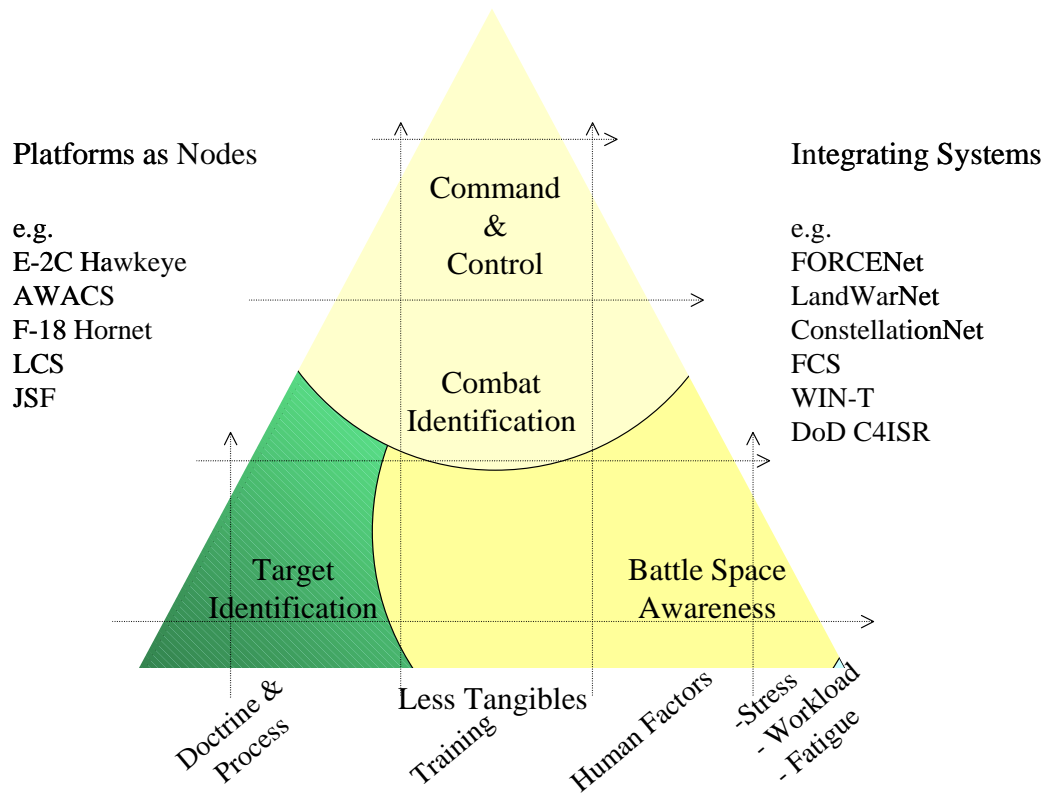 Platforms as Nodes
e.g.
E-2C Hawkeye
AWACS
F-18 Hornet
LCS
JSF
Command
&
Control
Combat
Identification
Integrating Systems
e.g.
FORCENet
LandWarNet
ConstellationNet
FCS
WIN-T
DoD C4ISR
Target
Identification
Battle Space
Awareness
Less Tangibles
Doctrine &
Process
Training
Human Factors
-Stress
- Workload
- Fatigue